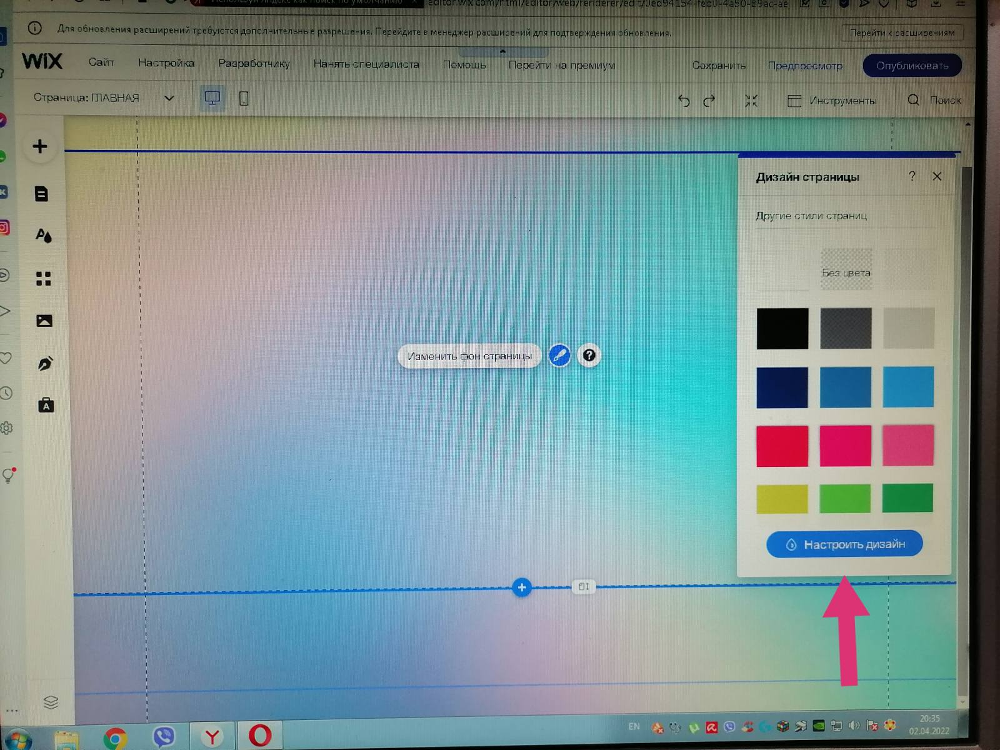 Используй Яндекс как поиск по умолчанию
editor.wix.com/html/editor/web/renderer/edit/0ed94154-feb0-4a50-89ac-ae
Для обновления расширений требуются дополнительные разрешения. Перейдите в менеджер расширений для подтверждения обновления.
Перейти к расширениям
WIX Сайт Настройка Разработчику Нанять специалиста Помощь Перейти на премиум Сохранить Предпросмотр Опубликовать
Страница: ГЛАВНАЯ Инструменты Поиск
Дизайн страницы ?
Другие стили страниц
Без цвета
Изменить фон страницы ?
Настроить дизайн
EN 20:35
02.04.2022